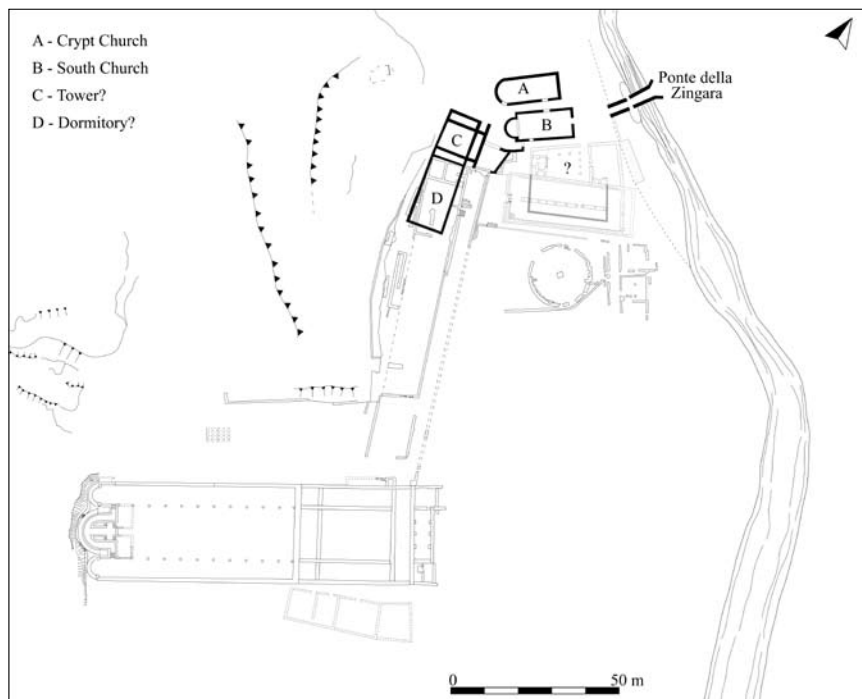 A - Crypt Church
B - South Church
C - Tower?
D - Dormitory?
Ponte della
Zingara
A
B
C
?
D
0
50 m